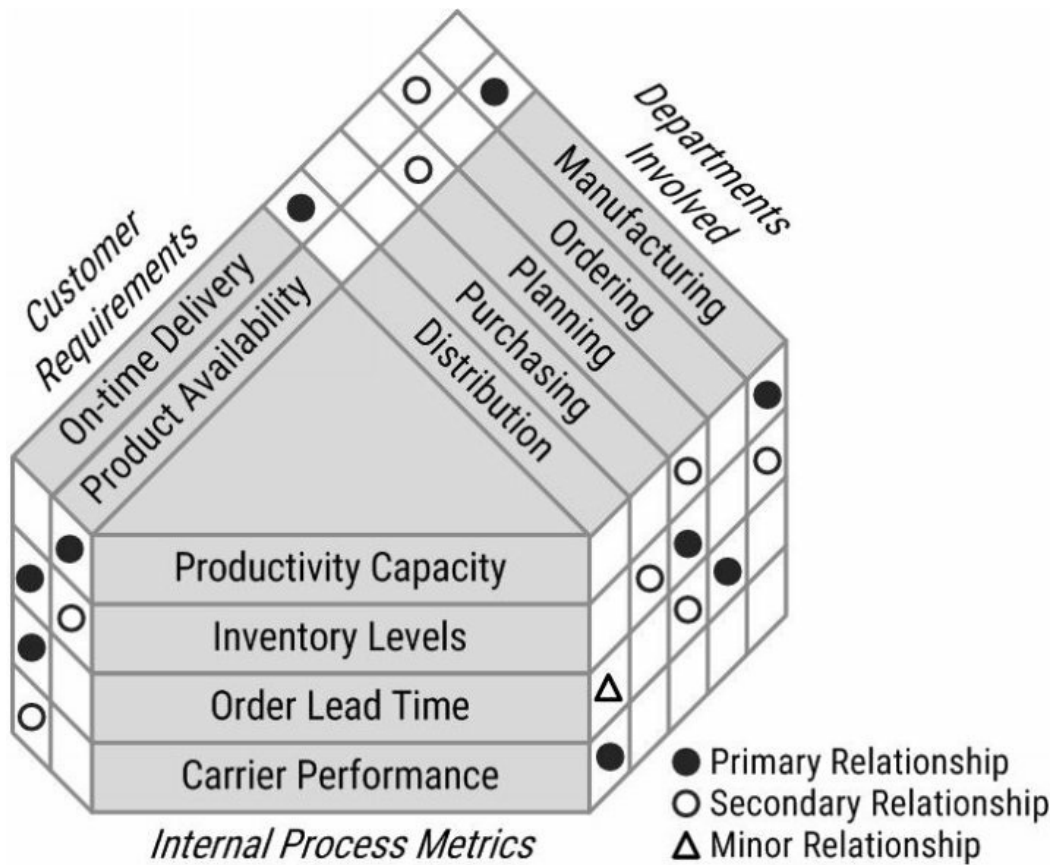 Customer
Requirements
Departments
Involved
On-time Delivery
Product Availability
Manufacturing
Ordering
Planning
Purchasing
Distribution
Productivity Capacity
Inventory Levels
Order Lead Time
Carrier Performance
Internal Process Metrics
Primary Relationship
Secondary Relationship
Minor Relationship